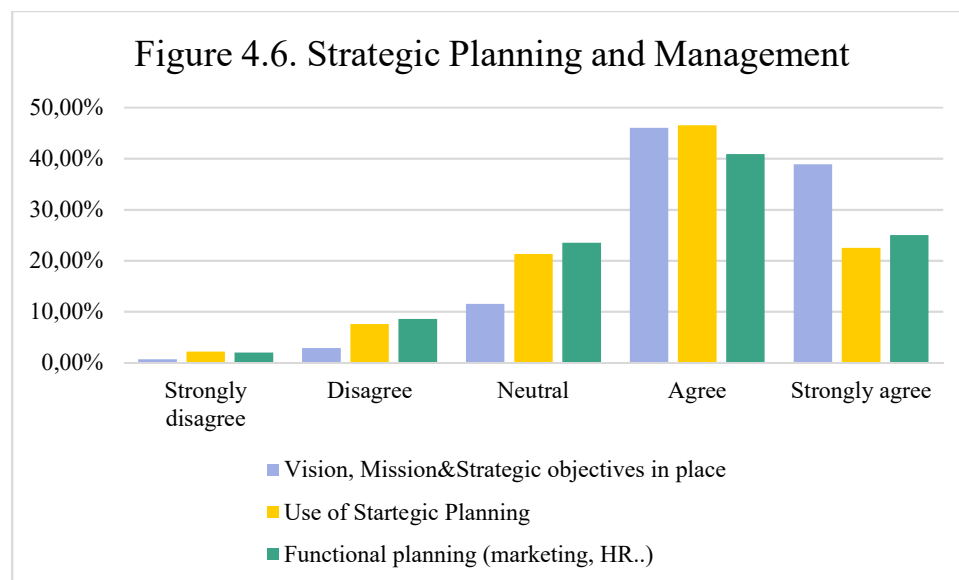 Figure 4.6. Strategic Planning and Management
50,00%
40,00%
30,00%
20,00%
10,00%
0,00%
Strongly
disagree
Disagree
Neutral
Agree
Strongly agree
Vision, Mission&Strategic objectives in place
Use of Startegic Planning
Functional planning (marketing, HR..)